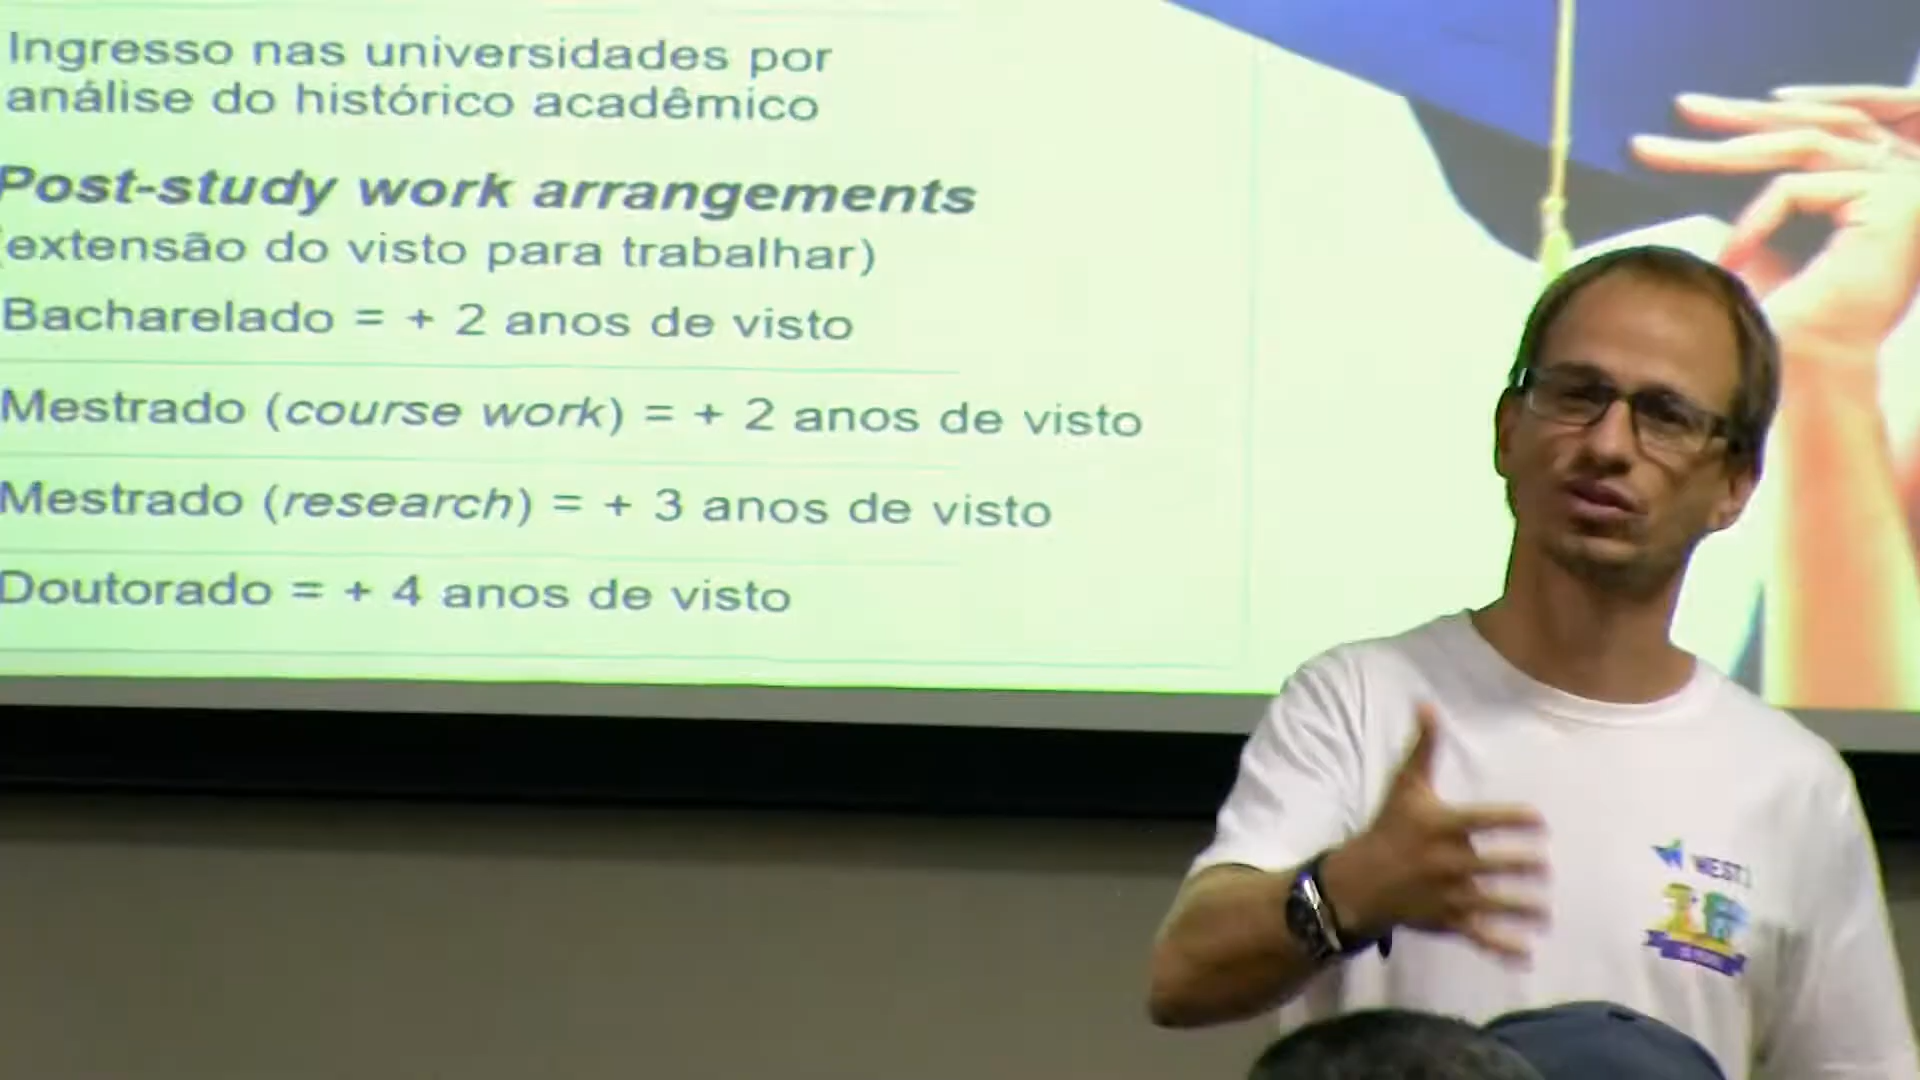 Ingresso nas universidades por
análise do histórico acadêmico
Post-study work arrangements
(extensão do visto para trabalhar)
Bacharelado = + 2 anos de visto
Mestrado (course work) = + 2 anos de visto
Mestrado (research) = + 3 anos de visto
Doutorado = + 4 anos de visto
WEST1